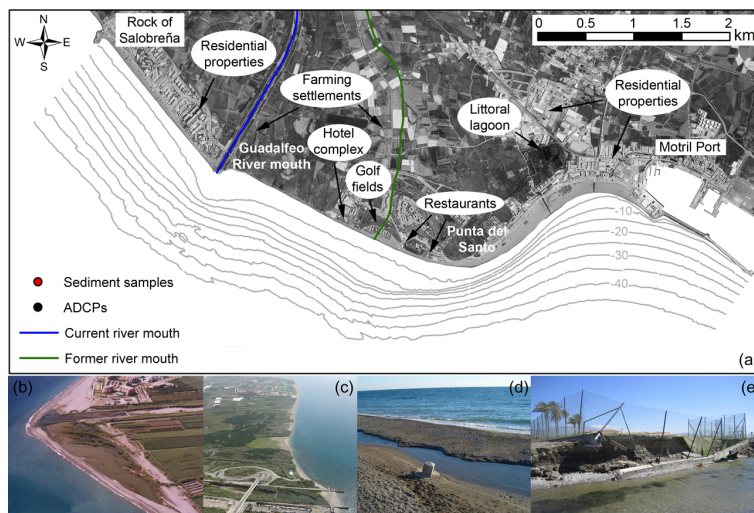 N
W E
S
Rock of
Salobreña
Residential
properties
Farming
settlements
Guadalfeo
River mouth
Hotel
complex
Golf
fields
Restaurants
Punta del
Santo
Littoral
lagoon
Residential
properties
Motril Port
0 0.5 1 2
km
-10
-20
-30
-40
Sediment samples
ADCPs
Current river mouth
Former river mouth
(a
(b)
(c)
(d)
(e)